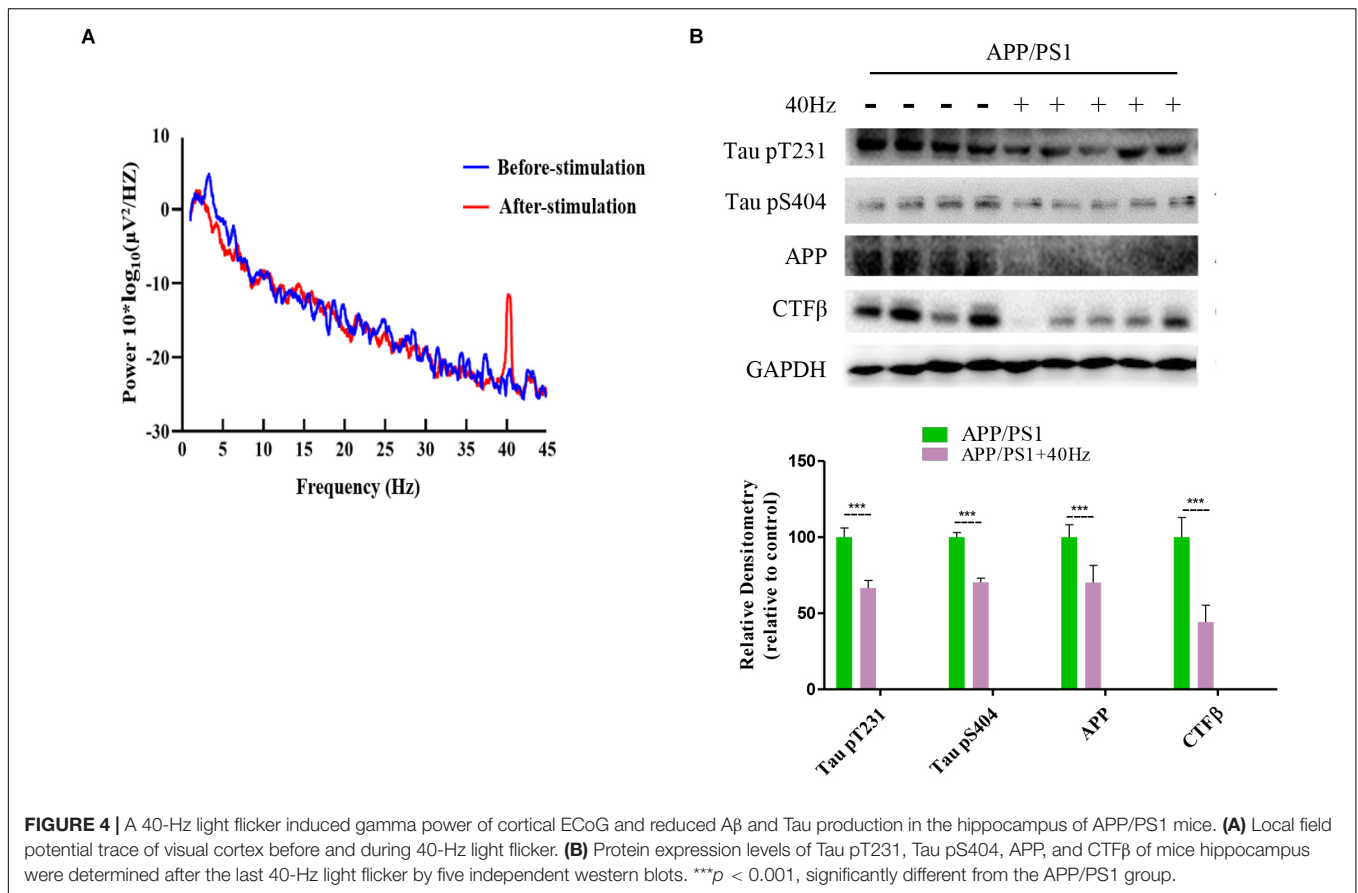 A
10
0
-10
-20
-30
Power 10*log₁₀(μV²/HZ)
Before-stimulation
After-stimulation
0 5 10 15 20 25 30 35 40 45
Frequency (Hz)
B
APP/PS1
40Hz - - - - + + + + +
Tau pT231
Tau pS404
APP
CTFβ
GAPDH
APP/PS1
APP/PS1+40Hz
150
100
50
0
Relative Densitometry
(relative to control)
*** *** *** ***
Tau pT231 Tau pS404 APP CTFβ
FIGURE 4 | A 40-Hz light flicker induced gamma power of cortical ECoG and reduced Aβ and Tau production in the hippocampus of APP/PS1 mice. (A) Local field
potential trace of visual cortex before and during 40-Hz light flicker. (B) Protein expression levels of Tau pT231, Tau pS404, APP, and CTFβ of mice hippocampus
were determined after the last 40-Hz light flicker by five independent western blots. ***p < 0.001, significantly different from the APP/PS1 group.